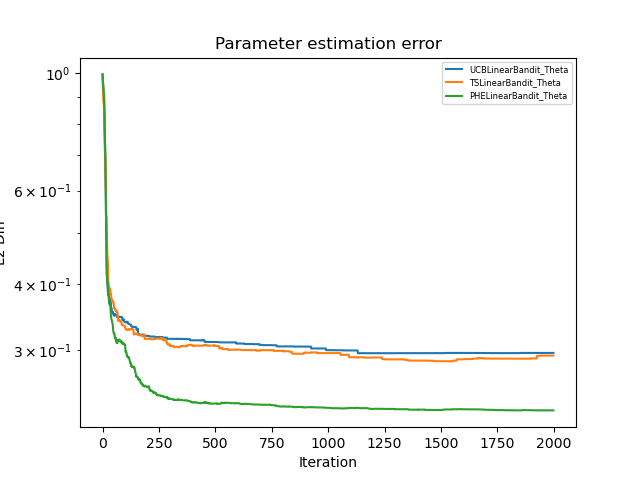 Parameter estimation error
UCBLinearBandit_Theta
TSLinearBandit_Theta
PHELinearBandit_Theta
10⁰
6 × 10⁻¹
4 × 10⁻¹
3 × 10⁻¹
0 250 500 750 1000 1250 1500 1750 2000
Iteration